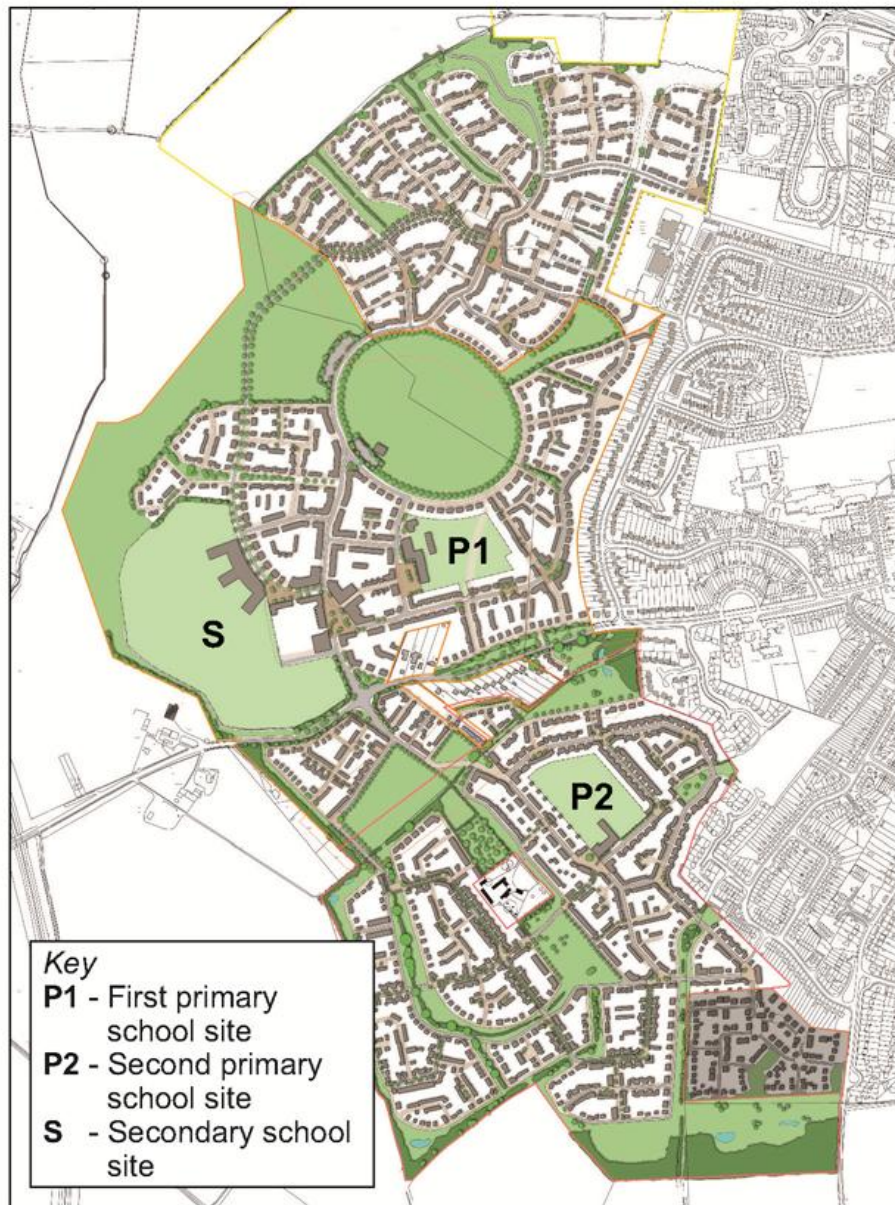 P1
S
P2
Key
P1 - First primary
school site
P2 - Second primary
school site
S - Secondary school
site